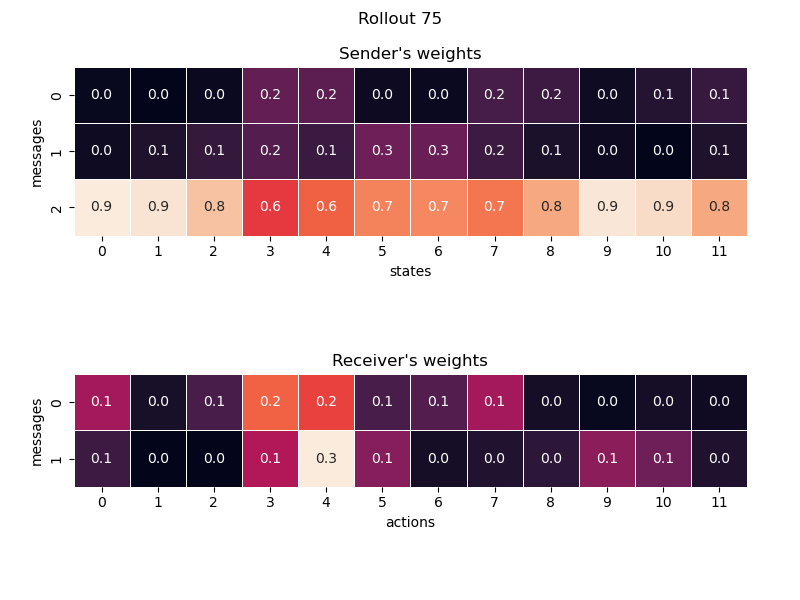 Rollout 75
Sender's weights
messages
0 0.0 0.0 0.0 0.2 0.2 0.0 0.0 0.2 0.2 0.0 0.1 0.1
1 0.0 0.1 0.1 0.2 0.1 0.3 0.3 0.2 0.1 0.0 0.0 0.1
2 0.9 0.9 0.8 0.6 0.6 0.7 0.7 0.7 0.8 0.9 0.9 0.8
0 1 2 3 4 5 6 7 8 9 10 11
states
Receiver's weights
messages
0 0.1 0.0 0.1 0.2 0.2 0.1 0.1 0.1 0.0 0.0 0.0 0.0
1 0.1 0.0 0.0 0.1 0.3 0.1 0.0 0.0 0.0 0.1 0.1 0.0
0 1 2 3 4 5 6 7 8 9 10 11
actions